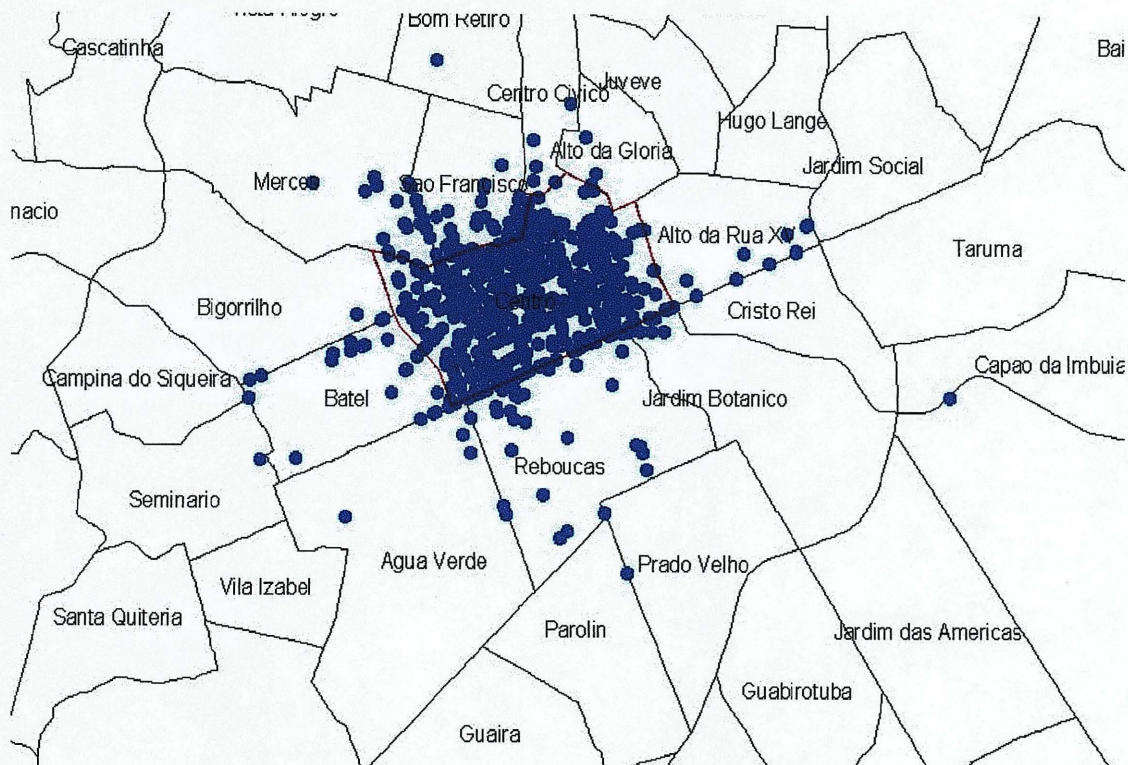 Bom Retiro
Cascatinha
Bai
Juveve
Centro Civico
Hugo Lange
Alto da Gloria
Jardim Social
Merces
Sao Francisco
nacio
Alto da Rua XV
Taruma
Centro
Bigorrilho
Cristo Rei
Capao da Imbuia
Campina do Siqueira
Batel
Jardim Botanico
Reboucas
Seminario
Agua Verde
Prado Velho
Vila Izabel
Santa Quiteria
Parolin
Jardim das Americas
Guabirotuba
Guaira